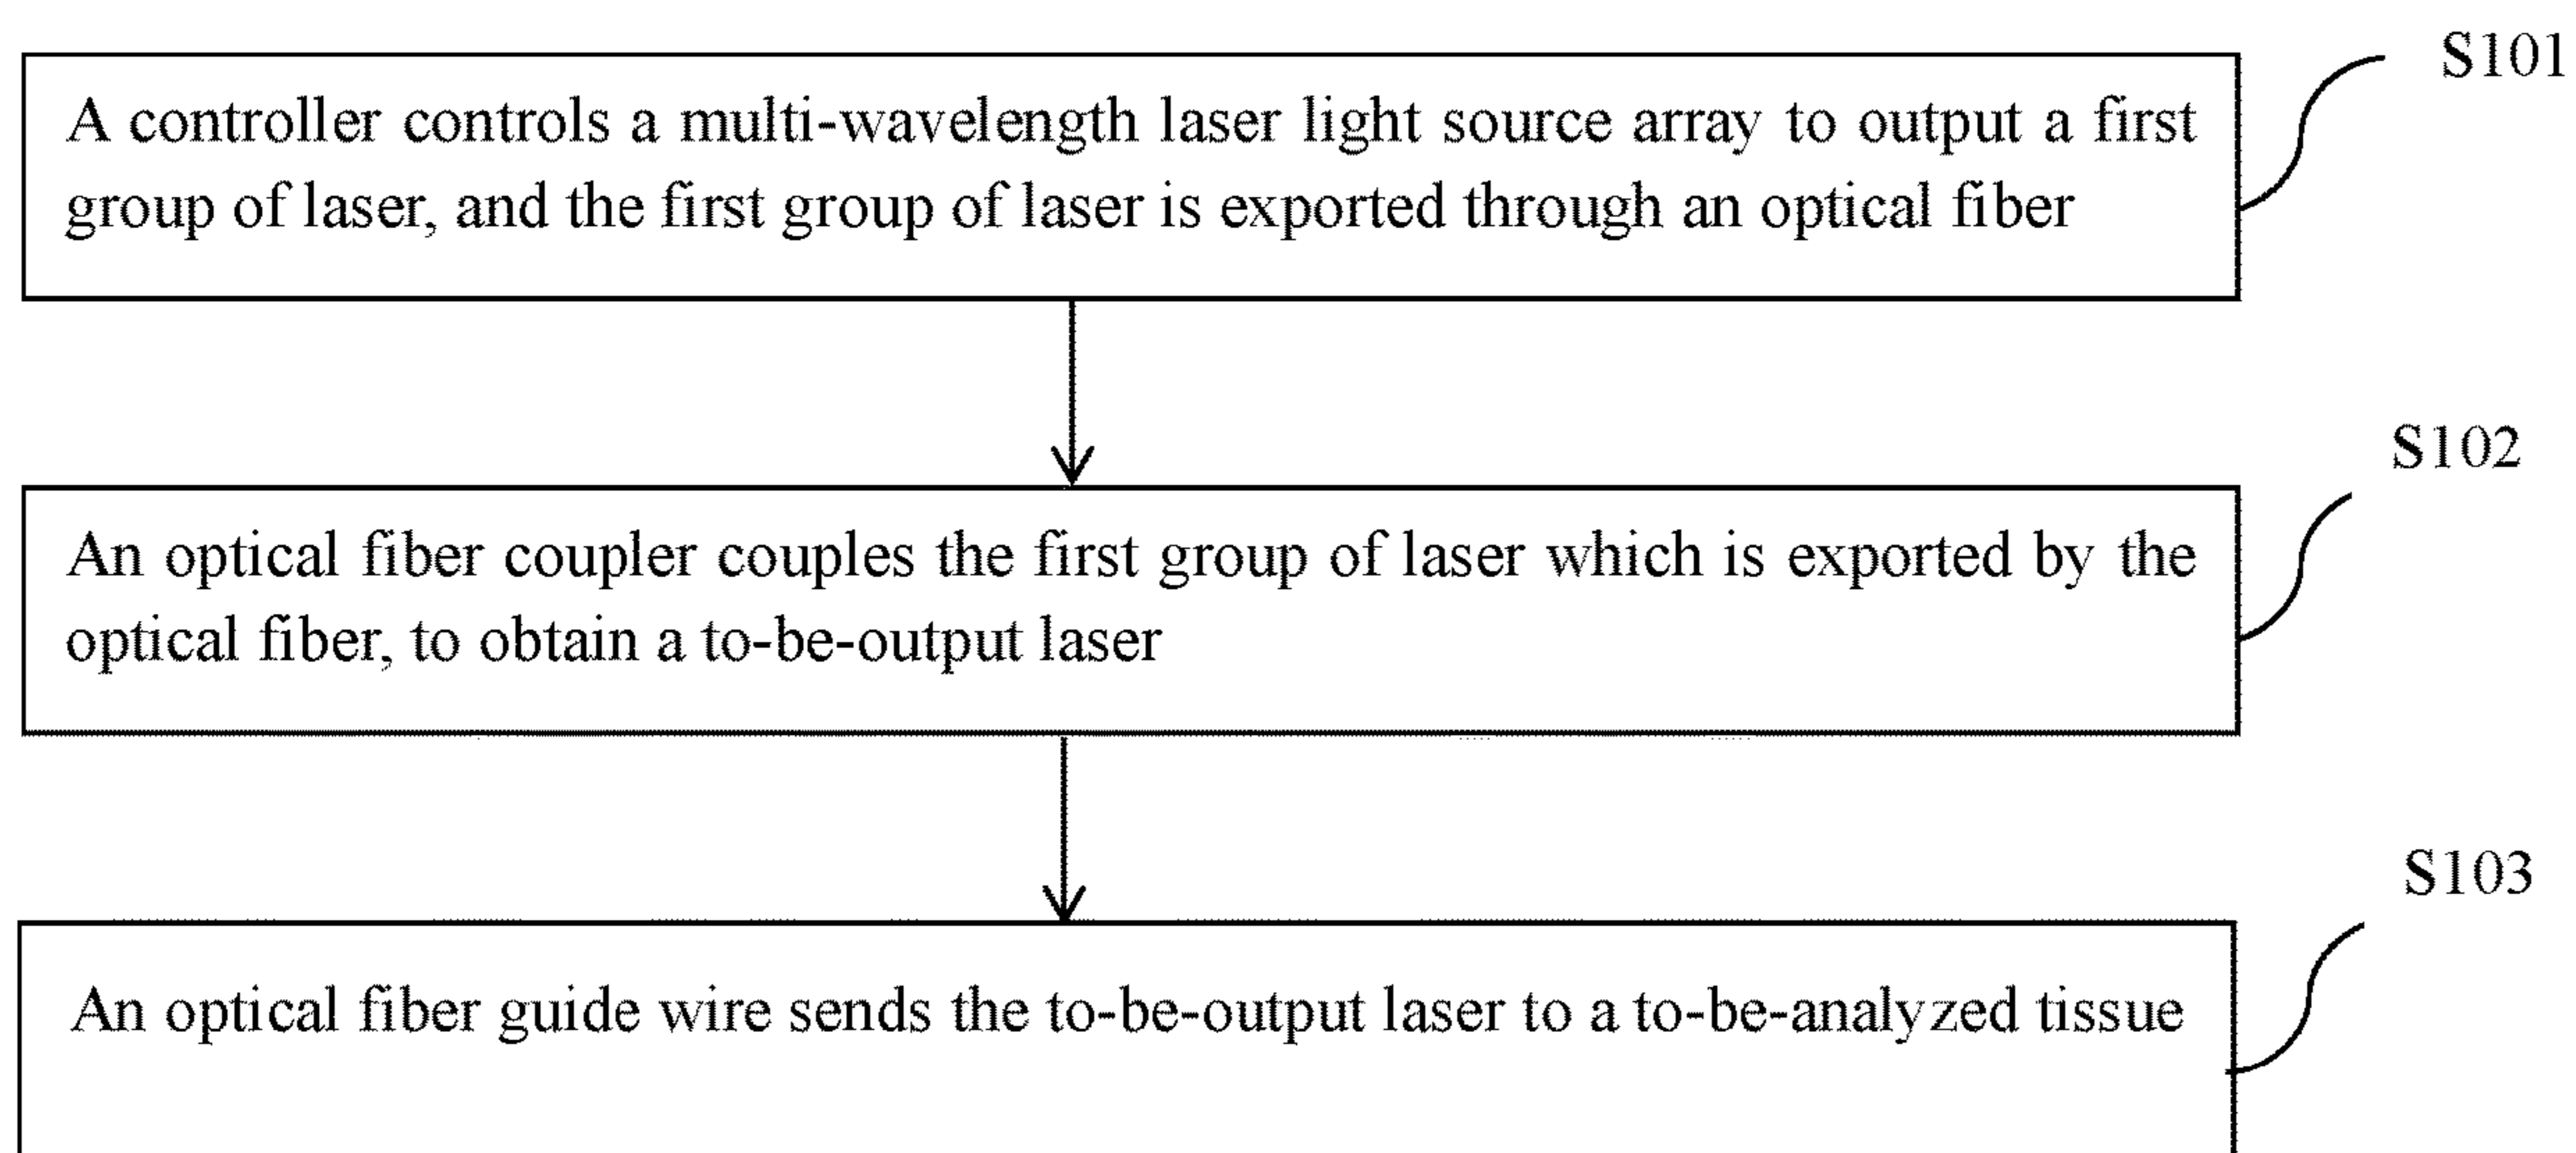 S101
A controller controls a multi-wavelength laser light source array to output a first
group of laser, and the first group of laser is exported through an optical fiber
S102
An optical fiber coupler couples the first group of laser which is exported by the
optical fiber, to obtain a to-be-output laser
S103
An optical fiber guide wire sends the to-be-output laser to a to-be-analyzed tissue